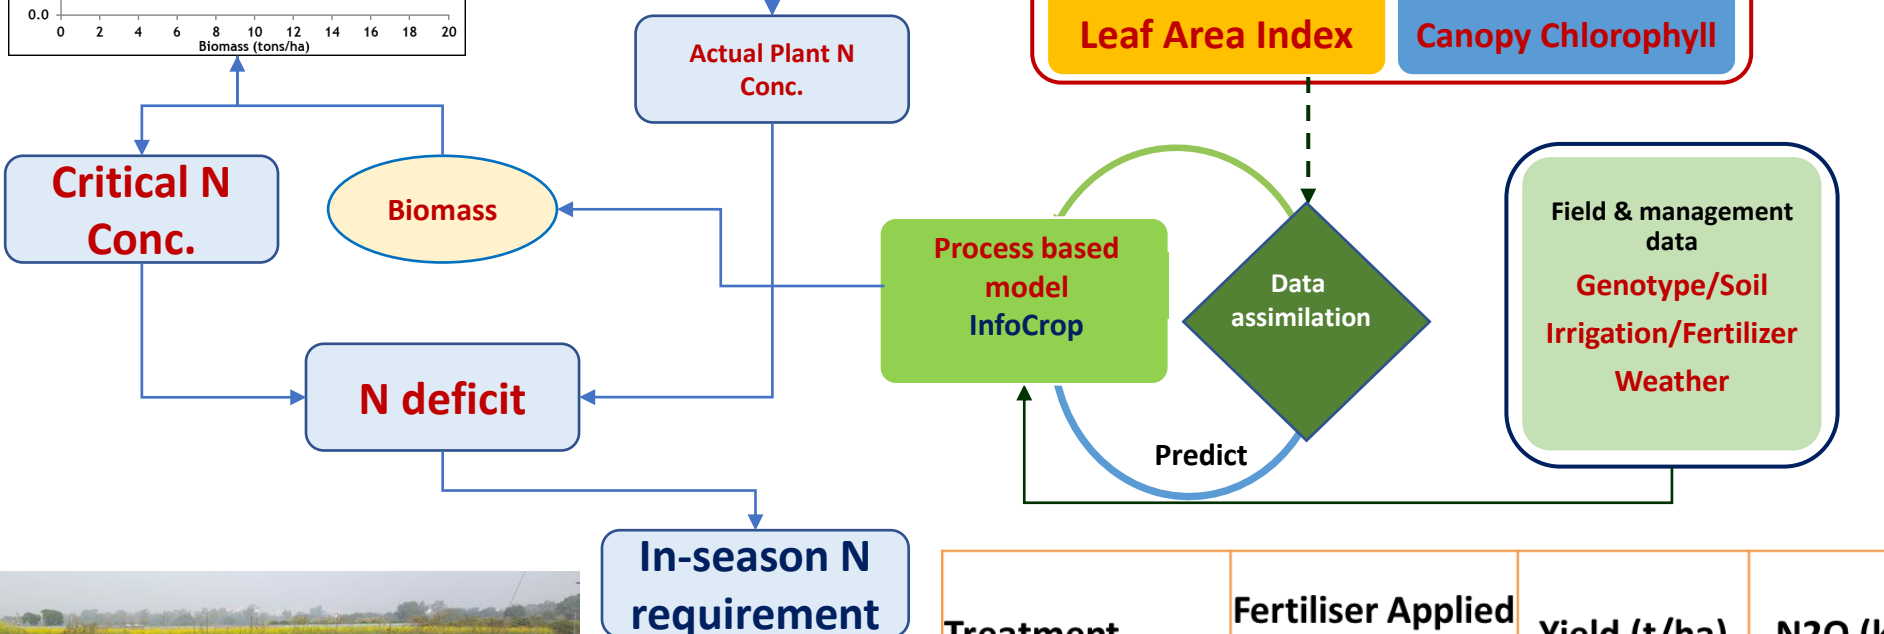 0.0
0 2 4 6 8 10 12 14 16 18 20
Biomass (tons/ha)
Actual Plant N
Conc.
Leaf Area Index
Canopy Chlorophyll
Critical N
Conc.
Biomass
Process based
model
InfoCrop
Data
assimilation
Field & management
data
Genotype/Soil
Irrigation/Fertilizer
Weather
N deficit
Predict
In-season N
requirement
Treatment
Fertiliser Applied
Yield (t/ha)
N2O